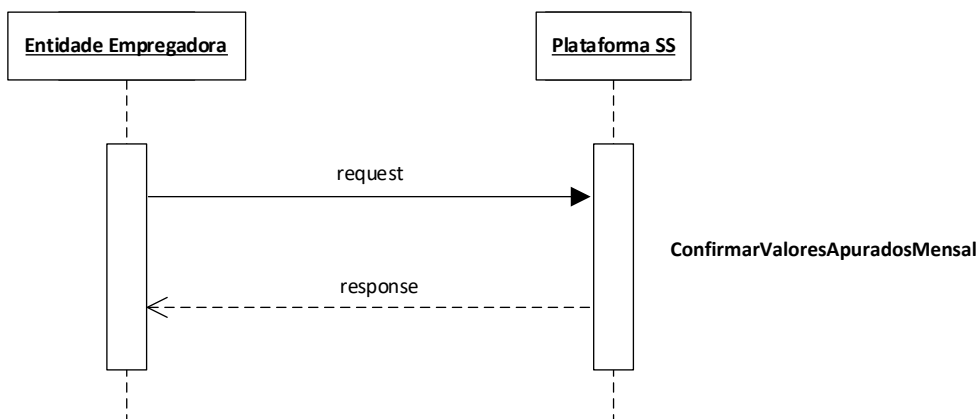 Entidade Empregadora
Plataforma SS
request
ConfirmarValoresApuradosMensal
response